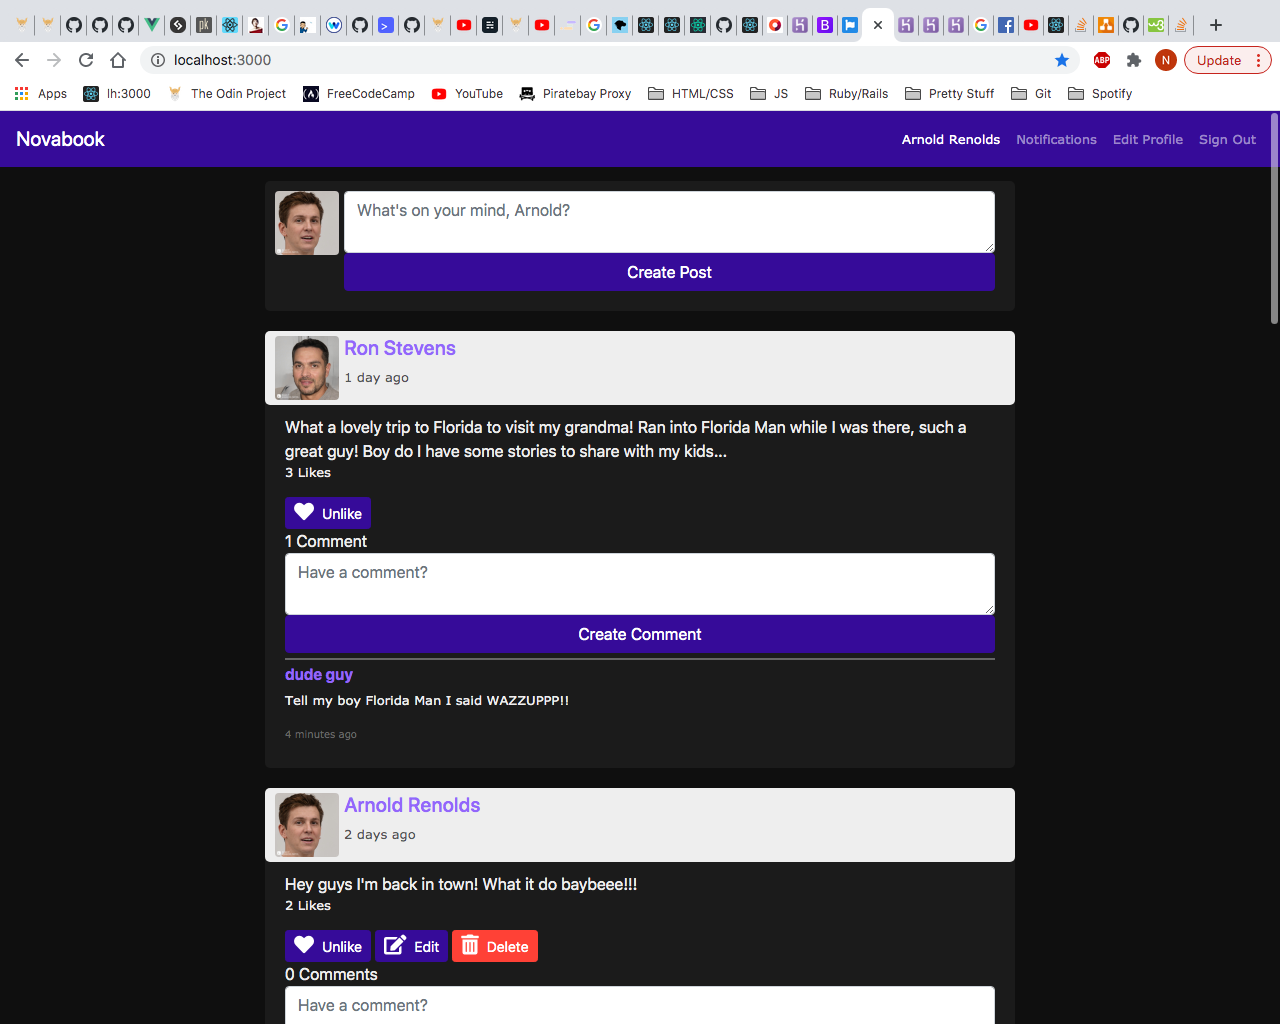 localhost:3000
ABP
N
Update
Apps
lh:3000
The Odin Project
FreeCodeCamp
YouTube
Piratebay Proxy
HTML/CSS
JS
Ruby/Rails
Pretty Stuff
Git
Spotify
Novabook
Arnold Renolds
Notifications
Edit Profile
Sign Out
What's on your mind, Arnold?
Create Post
Ron Stevens
1 day ago
What a lovely trip to Florida to visit my grandma! Ran into Florida Man while I was there, such a
great guy! Boy do I have some stories to share with my kids...
3 Likes
Unlike
1 Comment
Have a comment?
Create Comment
dude guy
Tell my boy Florida Man I said WAZZUPPP!!
4 minutes ago
Arnold Renolds
2 days ago
Hey guys I'm back in town! What it do baybeee!!!
2 Likes
Unlike
Edit
Delete
0 Comments
Have a comment?